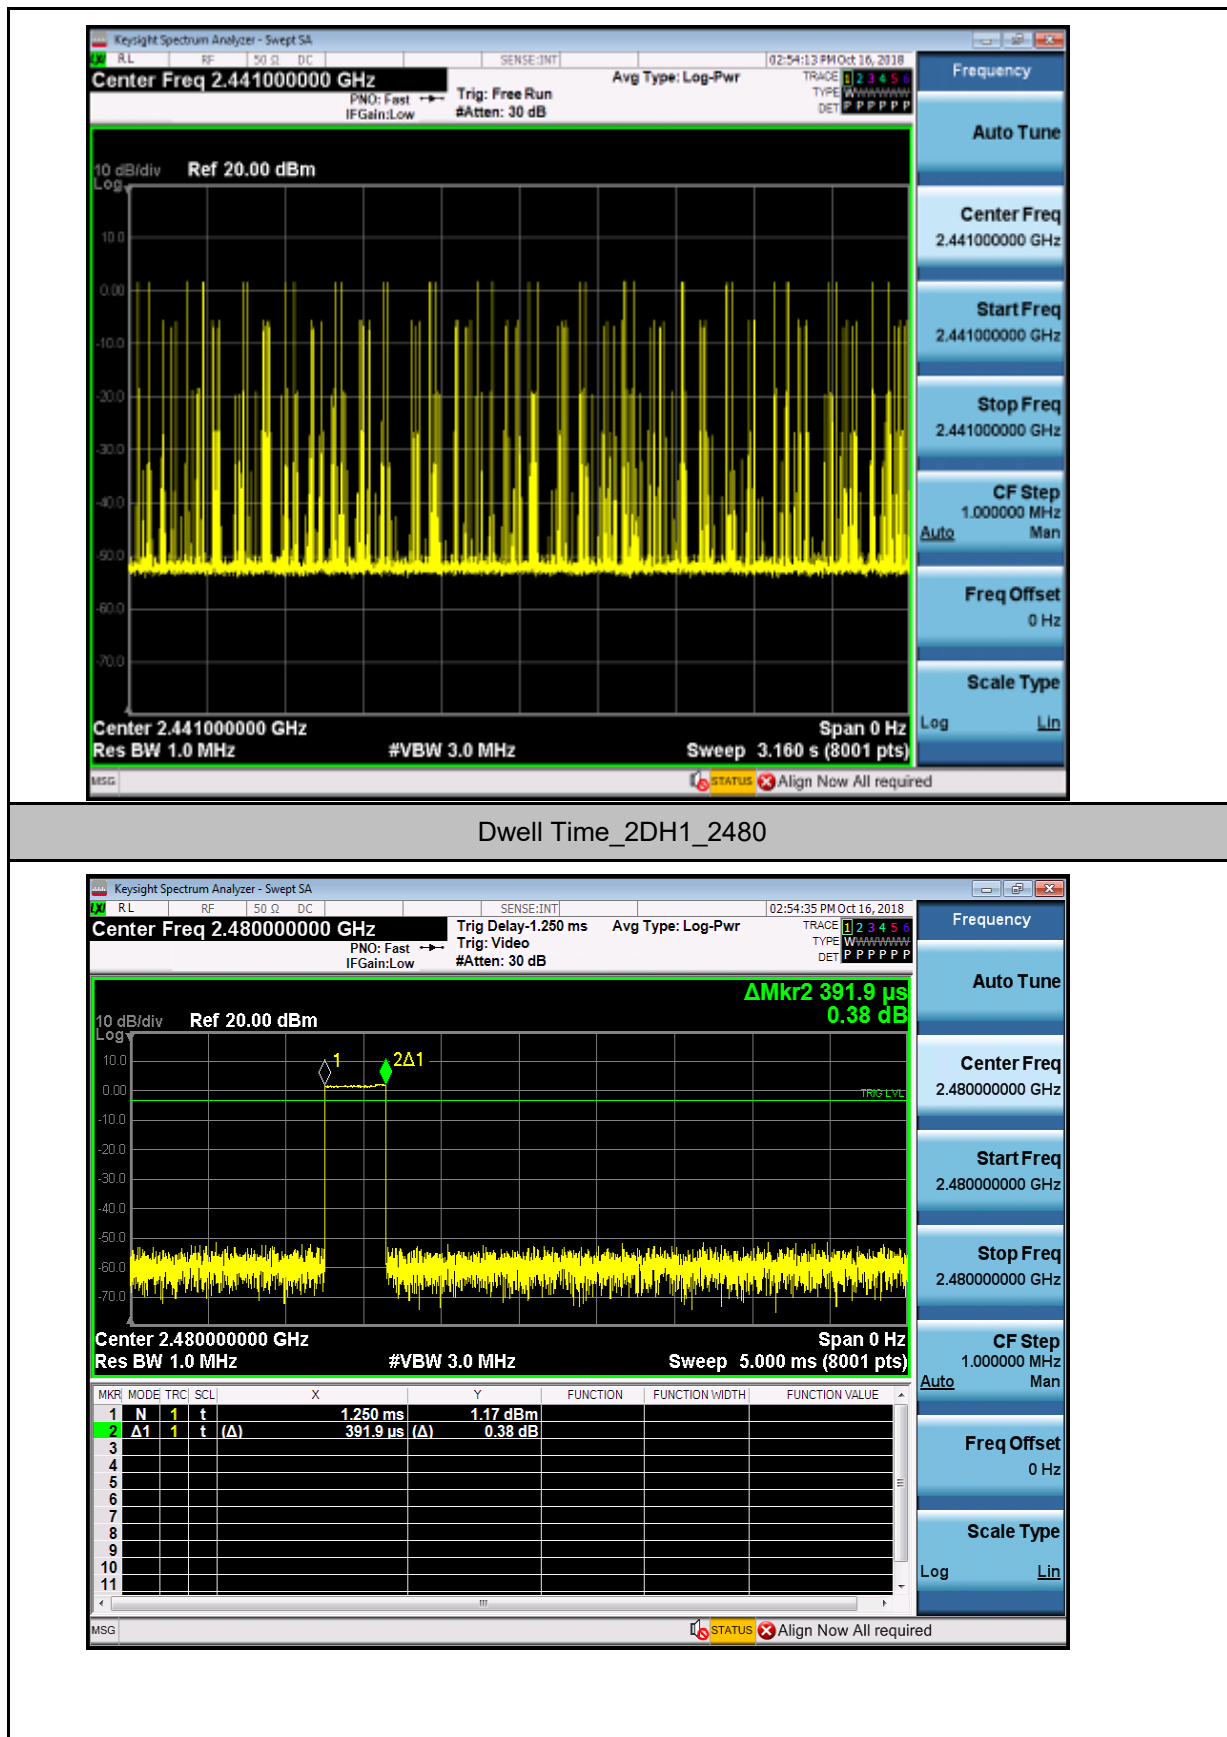 Keysight Spectrum Analyzer - Swept SA
LXI RL RF 50 Ω DC SENSE:INT 02:54:13 PM Oct 16, 2018
Center Freq 2.441000000 GHz
PNO: Fast
IFGain:Low
Trig: Free Run
#Atten: 30 dB
Avg Type: Log-Pwr
TRACE 1 2 3 4 5 6
TYPE WWWWWW
DET P P P P P P
10 dB/div Ref 20.00 dBm
Log
10.0
0.00
-10.0
-20.0
-30.0
-40.0
-50.0
-60.0
-70.0
Center 2.441000000 GHz Span 0 Hz
Res BW 1.0 MHz #VBW 3.0 MHz Sweep 3.160 s (8001 pts)
MSG STATUS Align Now All required
Frequency
Auto Tune
Center Freq
2.441000000 GHz
Start Freq
2.441000000 GHz
Stop Freq
2.441000000 GHz
CF Step
1.000000 MHz
Auto Man
Freq Offset
0 Hz
Scale Type
Log Lin
Dwell Time_2DH1_2480
Keysight Spectrum Analyzer - Swept SA
LXI RL RF 50 Ω DC SENSE:INT 02:54:35 PM Oct 16, 2018
Center Freq 2.480000000 GHz
PNO: Fast
IFGain:Low
Trig Delay-1.250 ms
Trig: Video
#Atten: 30 dB
Avg Type: Log-Pwr
TRACE 1 2 3 4 5 6
TYPE WWWWWW
DET P P P P P P
ΔMkr2 391.9 µs
0.38 dB
10 dB/div Ref 20.00 dBm
Log
10.0
0.00
-10.0
-20.0
-30.0
-40.0
-50.0
-60.0
-70.0
1
2Δ1
TRIG LVL
Center 2.480000000 GHz Span 0 Hz
Res BW 1.0 MHz #VBW 3.0 MHz Sweep 5.000 ms (8001 pts)
MKR MODE TRC SCL X Y FUNCTION FUNCTION WIDTH FUNCTION VALUE
1 N 1 t 1.250 ms 1.17 dBm
2 Δ1 1 t (Δ) 391.9 µs (Δ) 0.38 dB
3
4
5
6
7
8
9
10
11
MSG STATUS Align Now All required
Frequency
Auto Tune
Center Freq
2.480000000 GHz
Start Freq
2.480000000 GHz
Stop Freq
2.480000000 GHz
CF Step
1.000000 MHz
Auto Man
Freq Offset
0 Hz
Scale Type
Log Lin